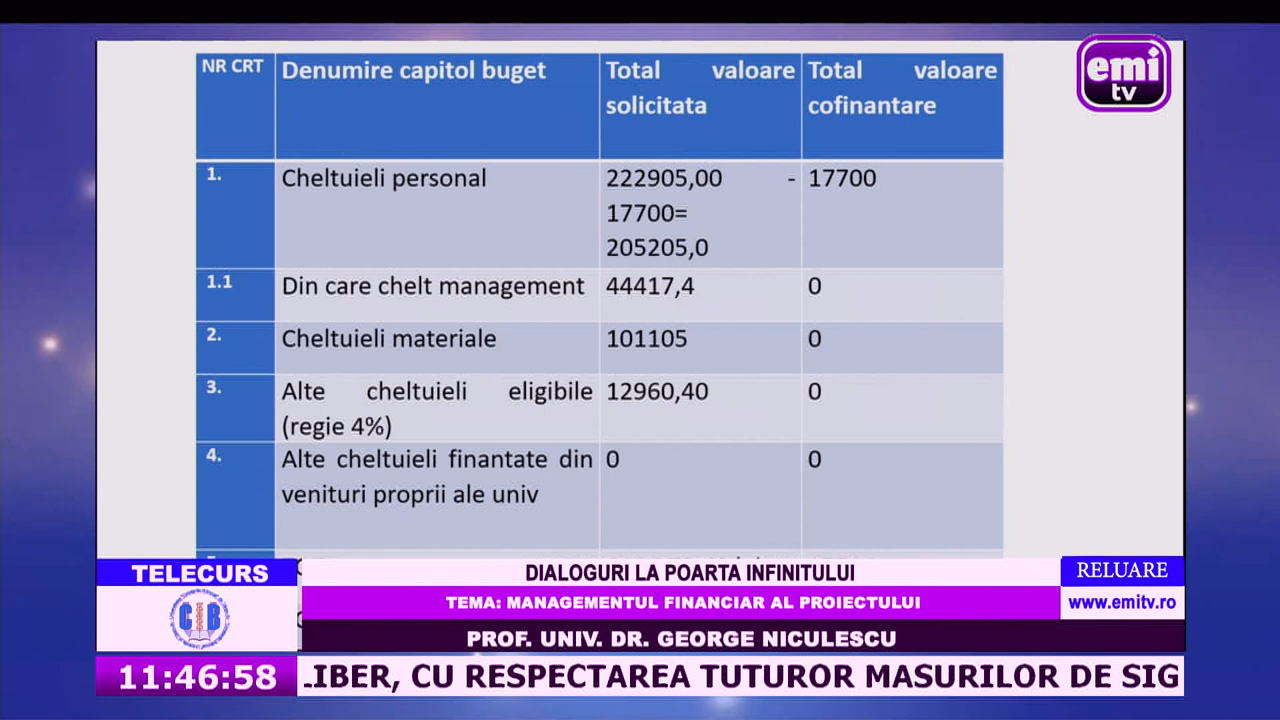 NR CRT Denumire capitol buget Total valoare Total valoare
solicitata cofinantare
1. Cheltuieli personal 222905,00 - 17700
17700=
205205,0
1.1 Din care chelt management 44417,4 0
2. Cheltuieli materiale 101105 0
3. Alte cheltuieli eligibile 12960,40 0
(regie 4%)
4. Alte cheltuieli finantate din 0 0
venituri proprii ale univ
emi
tv
TELECURS
CIB
DIALOGURI LA POARTA INFINITULUI
TEMA: MANAGEMENTUL FINANCIAR AL PROIECTULUI
PROF. UNIV. DR. GEORGE NICULESCU
RELUARE
www.emitv.ro
11:46:58
LIBER, CU RESPECTAREA TUTUROR MASURILOR DE SIG